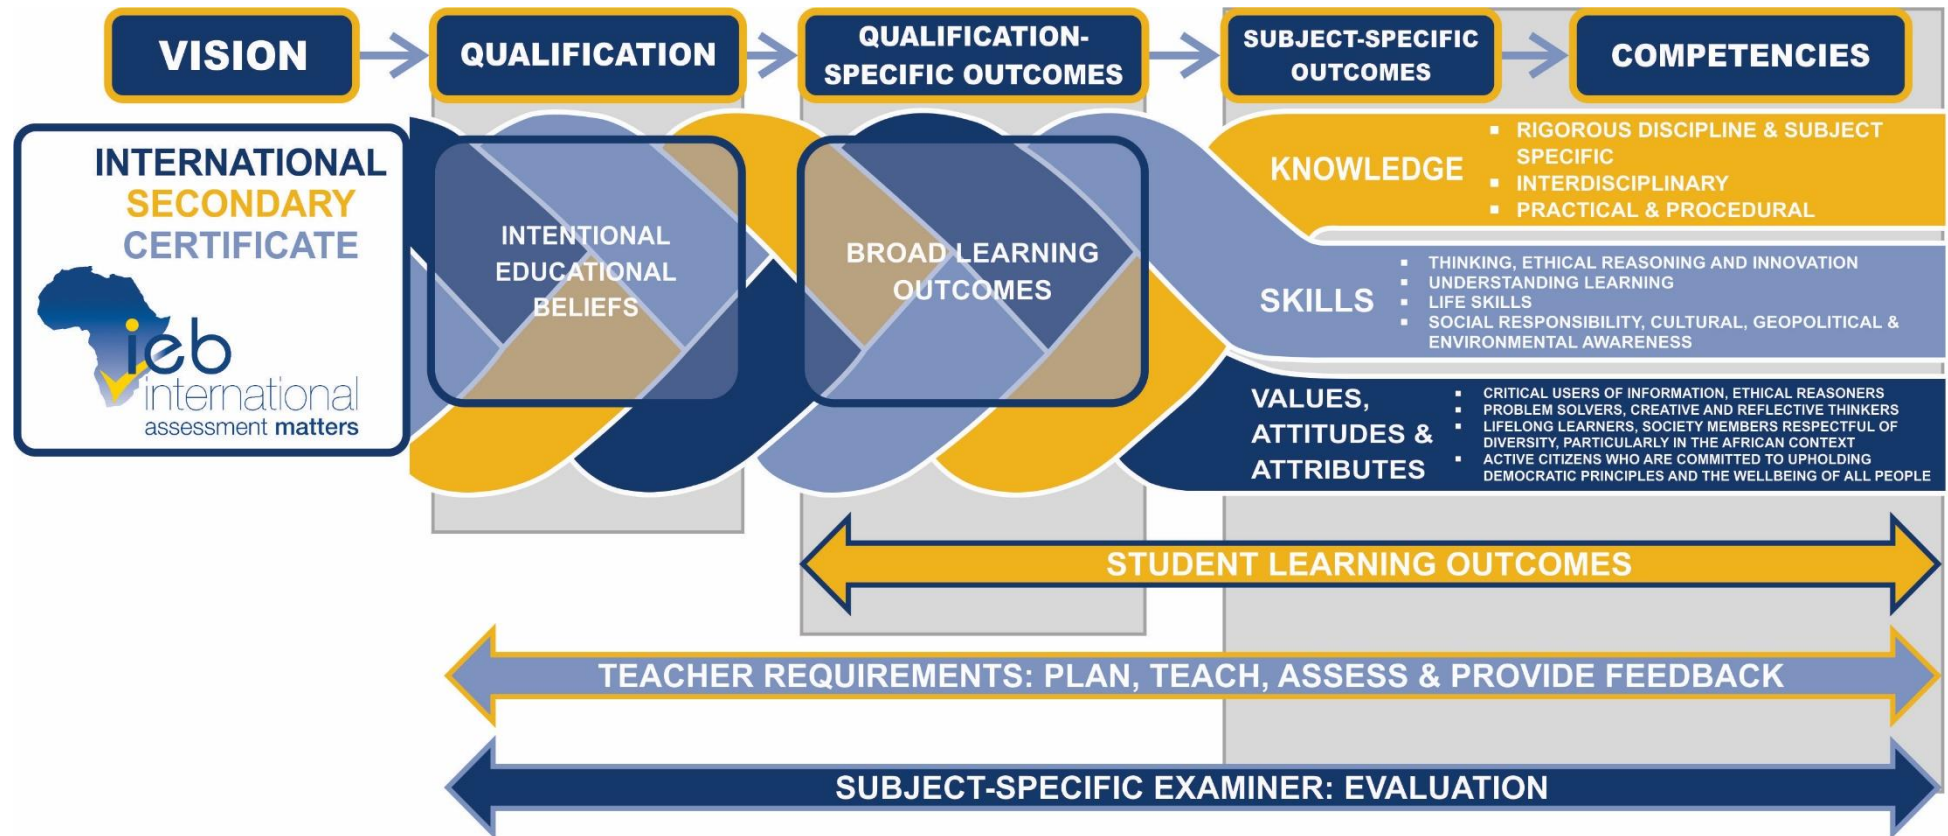 VISION
QUALIFICATION
QUALIFICATION-
SPECIFIC OUTCOMES
SUBJECT-SPECIFIC
OUTCOMES
COMPETENCIES
INTERNATIONAL
SECONDARY
CERTIFICATE
ieb
international
assessment matters
INTENTIONAL
EDUCATIONAL
BELIEFS
BROAD LEARNING
OUTCOMES
KNOWLEDGE
▪ RIGOROUS DISCIPLINE & SUBJECT
SPECIFIC
▪ INTERDISCIPLINARY
▪ PRACTICAL & PROCEDURAL
SKILLS
▪ THINKING, ETHICAL REASONING AND INNOVATION
▪ UNDERSTANDING LEARNING
▪ LIFE SKILLS
▪ SOCIAL RESPONSIBILITY, CULTURAL, GEOPOLITICAL &
ENVIRONMENTAL AWARENESS
VALUES,
ATTITUDES &
ATTRIBUTES
▪ CRITICAL USERS OF INFORMATION, ETHICAL REASONERS
▪ PROBLEM SOLVERS, CREATIVE AND REFLECTIVE THINKERS
▪ LIFELONG LEARNERS, SOCIETY MEMBERS RESPECTFUL OF
DIVERSITY, PARTICULARLY IN THE AFRICAN CONTEXT
▪ ACTIVE CITIZENS WHO ARE COMMITTED TO UPHOLDING
DEMOCRATIC PRINCIPLES AND THE WELLBEING OF ALL PEOPLE
STUDENT LEARNING OUTCOMES
TEACHER REQUIREMENTS: PLAN, TEACH, ASSESS & PROVIDE FEEDBACK
SUBJECT-SPECIFIC EXAMINER: EVALUATION